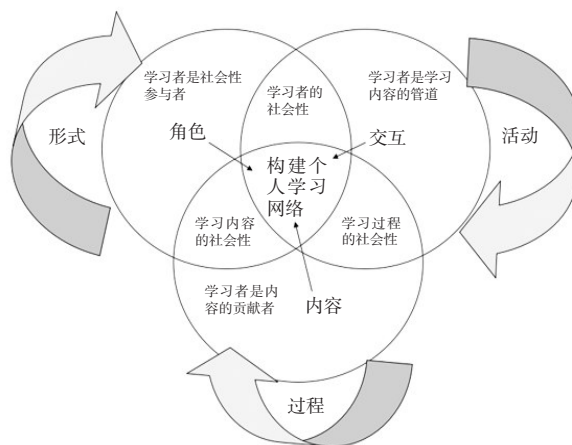 学习者是社会性
参与者
学习者的
社会性
学习者是学习
内容的管道
形式
角色
交互
活动
构建个
人学习
网络
学习内容
的社会性
学习过程
的社会性
学习者是内
容的贡献者
内容
过程